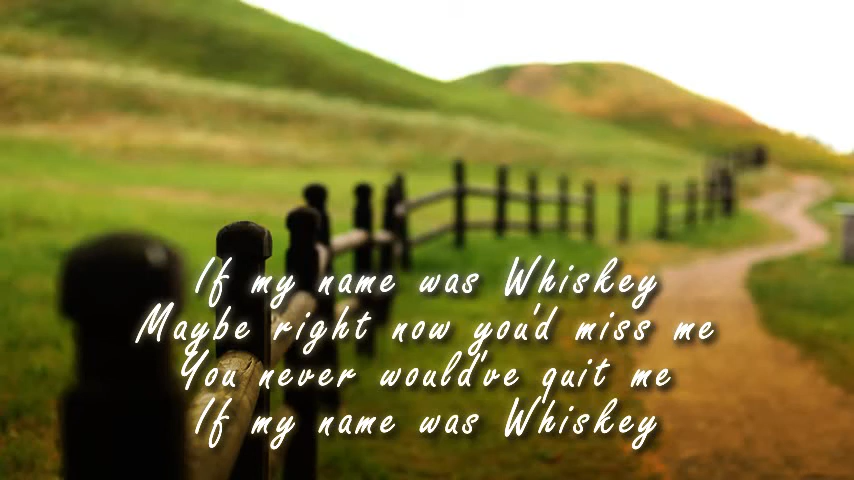 If my name was Whiskey
Maybe right now you'd miss me
You never would've quit me
If my name was Whiskey